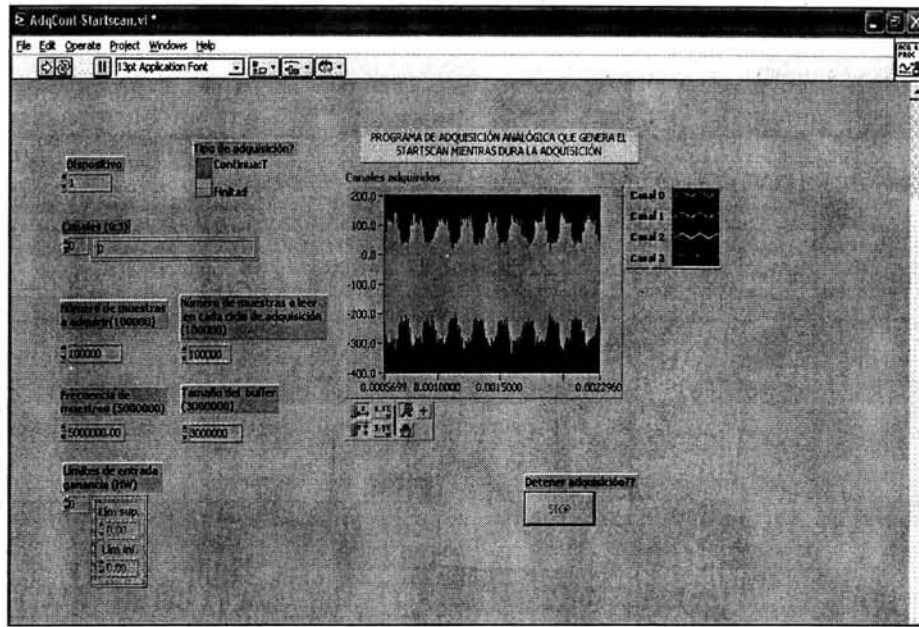 AdqCont-Startscan.vi *
File Edit Operate Project Windows Help
13pt Application Font
PROGRAMA DE ADQUISICIÓN ANALÓGICA QUE GENERA EL
STARTSCAN MIENTRAS DURA LA ADQUISICIÓN
Dispositivo
1
Tipo de adquisición?
Continua:T
Finita:F
Canales (0:3)
0
Canales adquiridos
200.0
100.0
0.0
-100.0
-200.0
-300.0
-400.0
0.0005699 0.0010000 0.0015000 0.0022960
Canal 0
Canal 1
Canal 2
Canal 3
Número de muestras
a adquirir(100000)
100000
Número de muestras a leer
en cada ciclo de adquisición
(100000)
100000
Frecuencia de
muestreo (5000000)
5000000.00
Tamaño del buffer
(3000000)
3000000
Límites de entrada
ganancia (HW)
0
Lim sup.
0.00
Lim inf.
0.00
Detener adquisición??
STOP